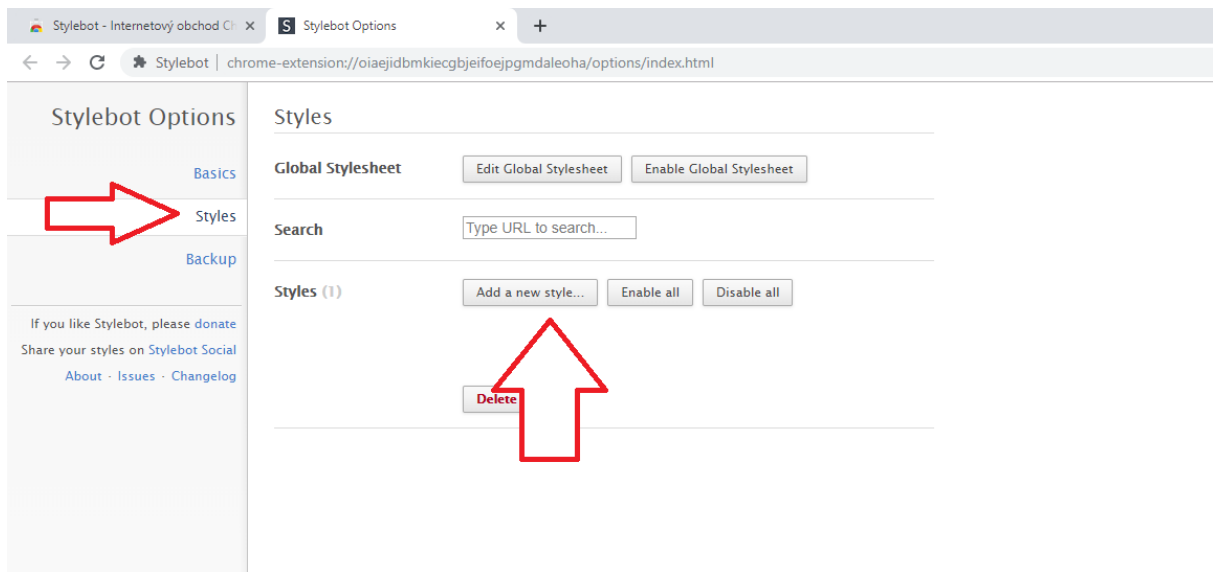 Stylebot - Internetový obchod Ch
Stylebot Options
Stylebot | chrome-extension://oiaejidbmkiecgbjeifoejpgmdaleoha/options/index.html
Stylebot Options
Basics
Styles
Backup
If you like Stylebot, please donate
Share your styles on Stylebot Social
About · Issues · Changelog
Styles
Global Stylesheet
Edit Global Stylesheet
Enable Global Stylesheet
Search
Type URL to search...
Styles (1)
Add a new style...
Enable all
Disable all
Delete